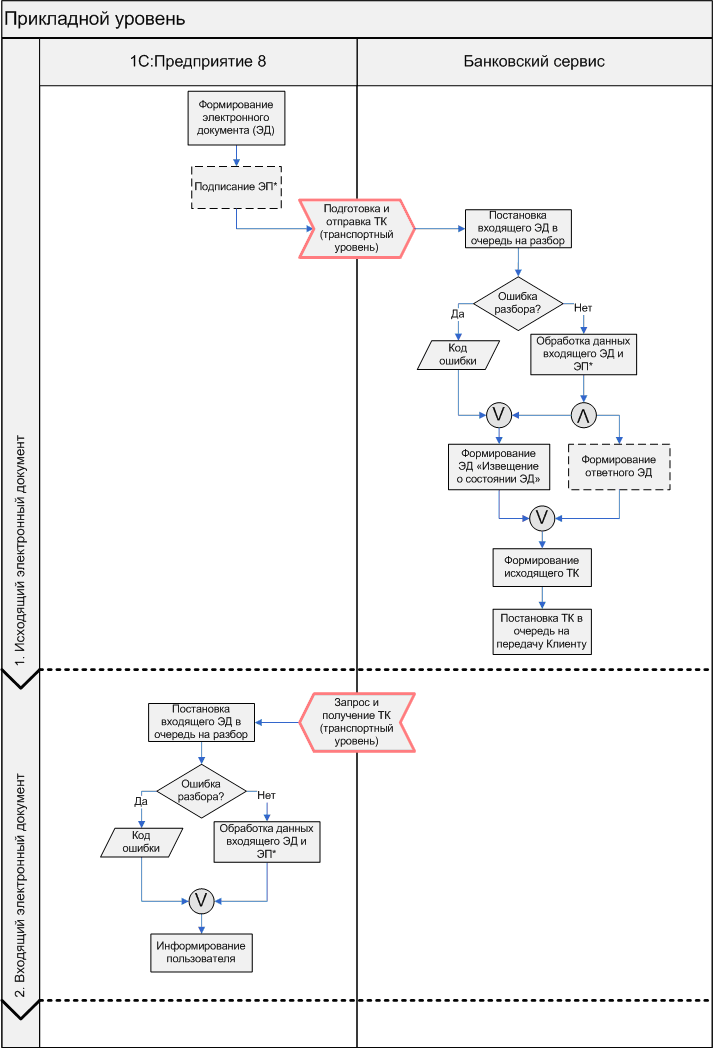 Прикладной уровень
1С:Предприятие 8
Банковский сервис
1. Исходящий электронный документ
Формирование
электронного
документа (ЭД)
Подписание ЭП*
Подготовка и
отправка ТК
(транспортный
уровень)
Постановка
входящего ЭД в
очередь на разбор
Ошибка
разбора?
Да
Нет
Код
ошибки
Обработка данных
входящего ЭД и
ЭП*
V
Λ
Формирование
ЭД «Извещение
о состоянии ЭД»
Формирование
ответного ЭД
V
Формирование
исходящего ТК
Постановка ТК в
очередь на
передачу Клиенту
2. Входящий электронный документ
Запрос и
получение ТК
(транспортный
уровень)
Постановка
входящего ЭД в
очередь на разбор
Ошибка
разбора?
Да
Нет
Код
ошибки
Обработка данных
входящего ЭД и
ЭП*
V
Информирование
пользователя